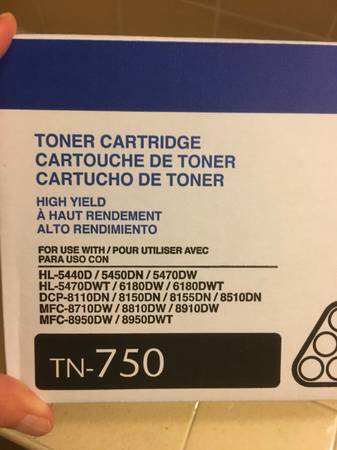 TONER CARTRIDGE
CARTOUCHE DE TONER
CARTUCHO DE TONER
HIGH YIELD
À HAUT RENDEMENT
ALTO RENDIMIENTO
FOR USE WITH / POUR UTILISER AVEC
PARA USO CON
HL-5440D / 5450DN / 5470DW
HL-5470DWT / 6180DW / 6180DWT
DCP-8110DN / 8150DN / 8155DN / 8510DN
MFC-8710DW / 8810DW / 8910DW
MFC-8950DW / 8950DWT
TN-750